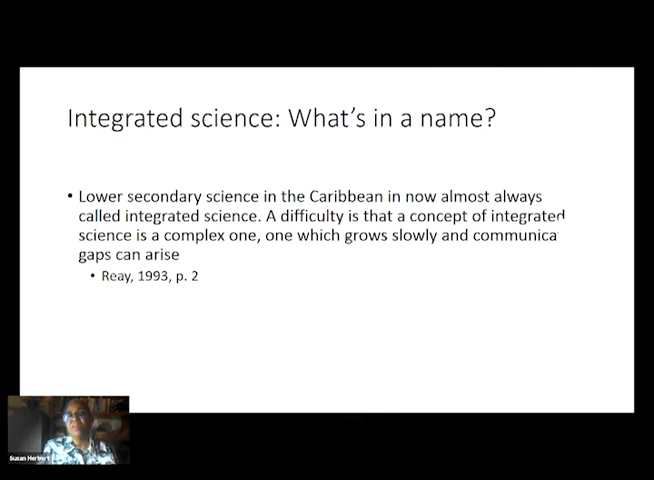 Integrated science: What's in a name?
• Lower secondary science in the Caribbean in now almost always
called integrated science. A difficulty is that a concept of integrated
science is a complex one, one which grows slowly and communica
gaps can arise
• Reay, 1993, p. 2
Susan Herbert